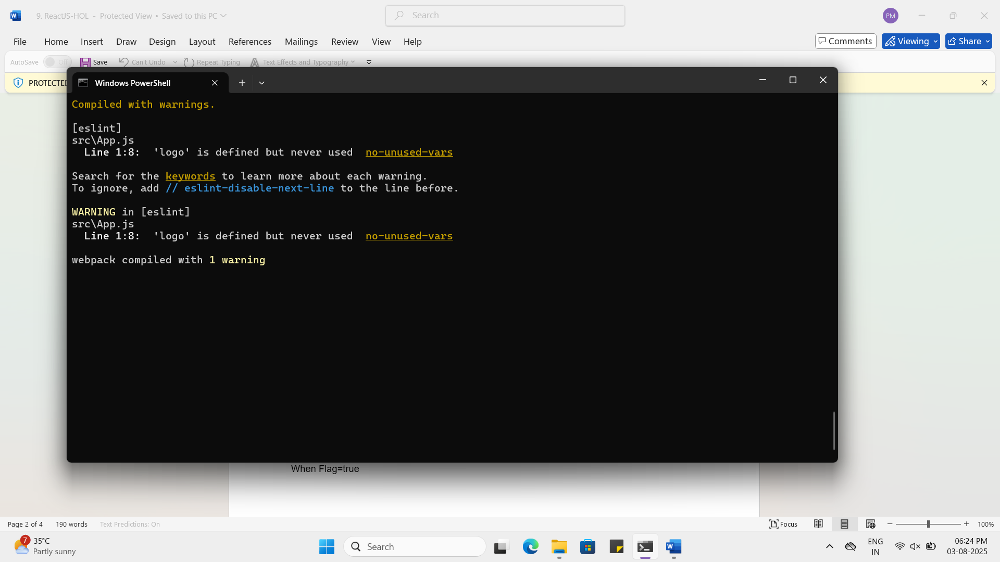 9. ReactJS-HOL - Protected View • Saved to this PC
Search
PM
File Home Insert Draw Design Layout References Mailings Review View Help
Comments Viewing Share
AutoSave Off Save Can't Undo Repeat Typing Text Effects and Typography
PROTECTED
Windows PowerShell
Compiled with warnings.
[eslint]
src\App.js
Line 1:8: 'logo' is defined but never used no-unused-vars
Search for the keywords to learn more about each warning.
To ignore, add // eslint-disable-next-line to the line before.
WARNING in [eslint]
src\App.js
Line 1:8: 'logo' is defined but never used no-unused-vars
webpack compiled with 1 warning
When Flag=true
Page 2 of 4 190 words Text Predictions: On
Focus
100%
7
35°C
Partly sunny
Search
ENG
IN
06:24 PM
03-08-2025